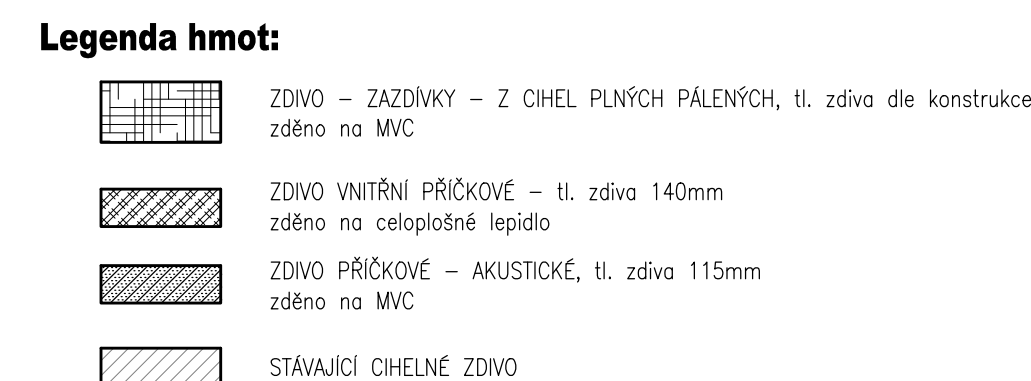 Legenda hmot:
ZDIVO – ZAZDÍVKY – Z CIHEL PLNÝCH PÁLENÝCH, tl. zdiva dle konstrukce
zděno na MVC
ZDIVO VNITŘNÍ PŘÍČKOVÉ – tl. zdiva 140mm
zděno na celoplošné lepidlo
ZDIVO PŘÍČKOVÉ – AKUSTICKÉ, tl. zdiva 115mm
zděno na MVC
STÁVAJÍCÍ CIHELNÉ ZDIVO